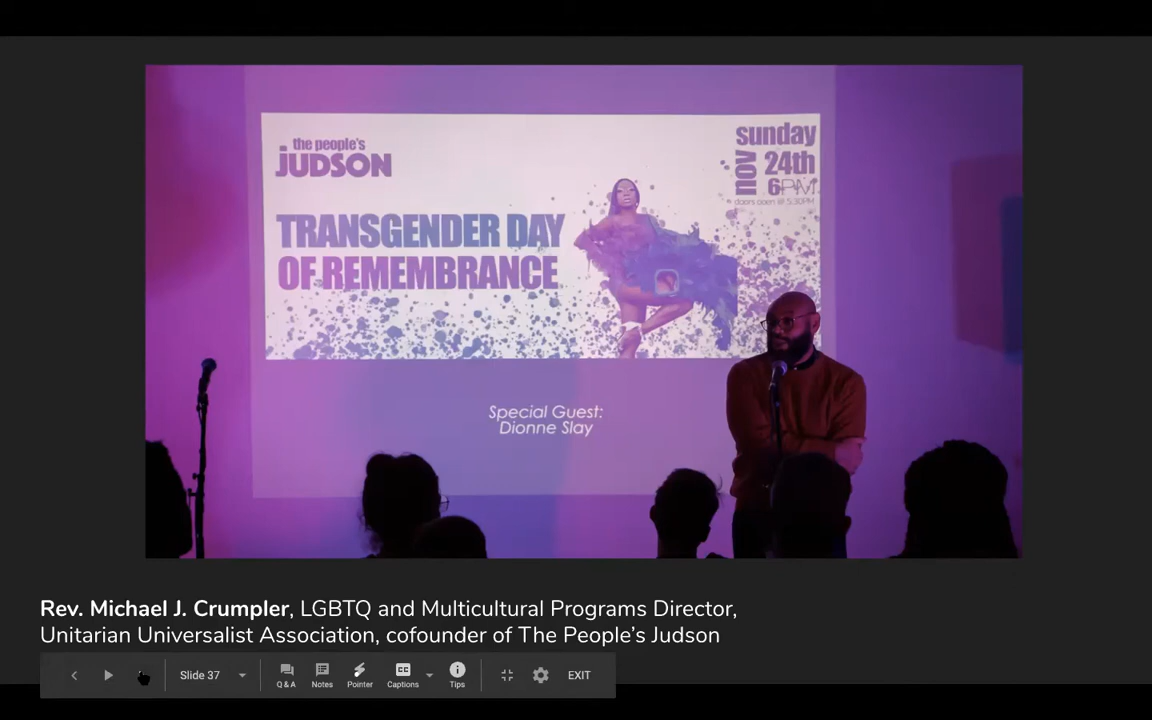 the people's
JUDSON
sunday
nov
24th
6PM
doors open @ 5:30PM
TRANSGENDER DAY
OF REMEMBRANCE
Special Guest:
Dionne Slay
Rev. Michael J. Crumpler, LGBTQ and Multicultural Programs Director,
Unitarian Universalist Association, cofounder of The People's Judson
Slide 37
Q & A
Notes
Pointer
CC
Captions
Tips
EXIT